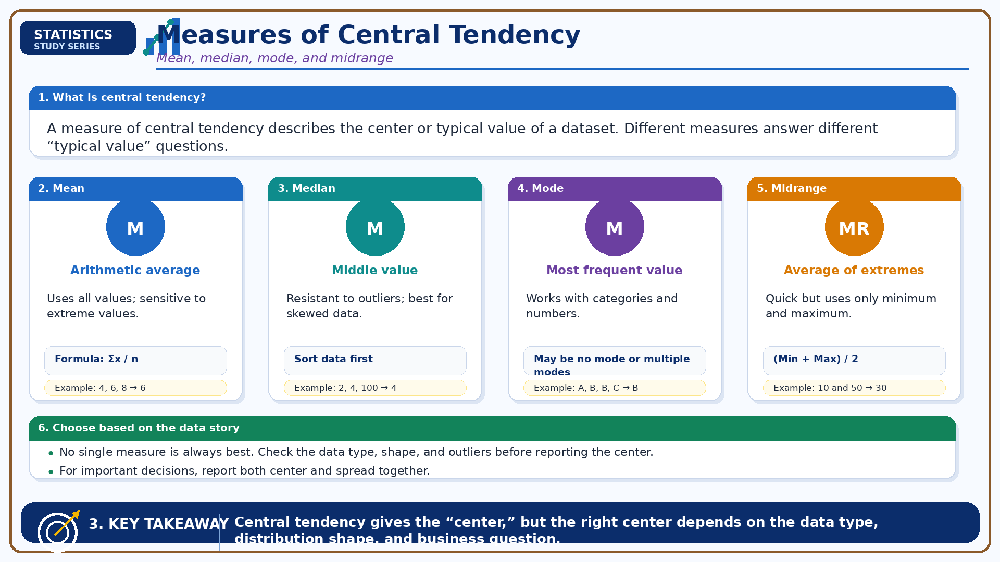 STATISTICS
STUDY SERIES
Measures of Central Tendency
Mean, median, mode, and midrange
1. What is central tendency?
A measure of central tendency describes the center or typical value of a dataset. Different measures answer different
“typical value” questions.
2. Mean
M
Arithmetic average
Uses all values; sensitive to
extreme values.
Formula: Σx / n
Example: 4, 6, 8 → 6
3. Median
M
Middle value
Resistant to outliers; best for
skewed data.
Sort data first
Example: 2, 4, 100 → 4
4. Mode
M
Most frequent value
Works with categories and
numbers.
May be no mode or multiple
modes
Example: A, B, B, C → B
5. Midrange
MR
Average of extremes
Quick but uses only minimum
and maximum.
(Min + Max) / 2
Example: 10 and 50 → 30
6. Choose based on the data story
• No single measure is always best. Check the data type, shape, and outliers before reporting the center.
• For important decisions, report both center and spread together.
3. KEY TAKEAWAY
Central tendency gives the “center,” but the right center depends on the data type,
distribution shape, and business question.